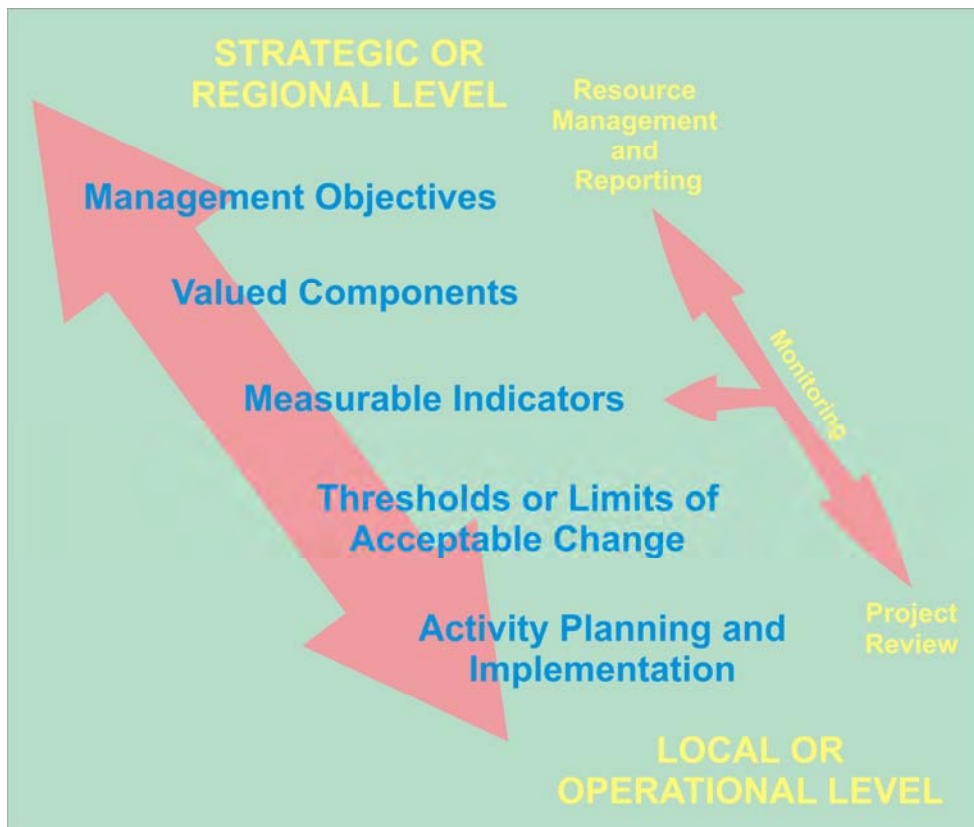 STRATEGIC OR
REGIONAL LEVEL
Resource
Management
and
Reporting
Management Objectives
Valued Components
Measurable Indicators
Monitoring
Thresholds or Limits of
Acceptable Change
Activity Planning and
Implementation
Project
Review
LOCAL OR
OPERATIONAL LEVEL